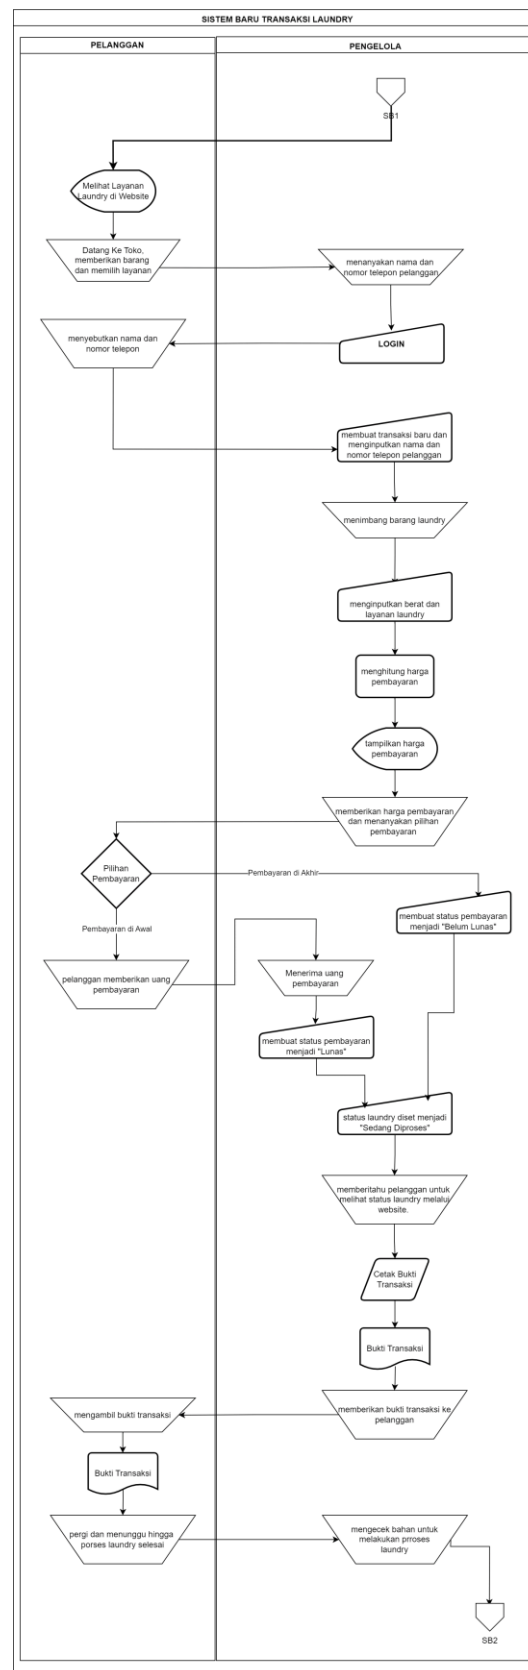 SISTEM BARU TRANSAKSI LAUNDRY
PELANGGAN
PENGELOLA
SB1
Melihat Layanan
Laundry di Website
Datang Ke Toko,
memberikan barang
dan memilih layanan
menanyakan nama dan
nomor telepon pelanggan
LOGIN
menyebutkan nama dan
nomor telepon
membuat transaksi baru dan
menginputkan nama dan
nomor telepon pelanggan
menimbang barang laundry
menginputkan berat dan
layanan laundry
menghitung harga
pembayaran
tampilkan harga
pembayaran
memberikan harga pembayaran
dan menanyakan pilihan
pembayaran
Pilihan
Pembayaran
Pembayaran di Akhir
membuat status pembayaran
menjadi "Belum Lunas"
Pembayaran di Awal
pelanggan memberikan uang
pembayaran
Menerima uang
pembayaran
membuat status pembayaran
menjadi "Lunas"
status laundry diset menjadi
"Sedang Diproses"
memberitahu pelanggan untuk
melihat status laundry melalui
website.
Cetak Bukti
Transaksi
Bukti Transaksi
memberikan bukti transaksi ke
pelanggan
mengambil bukti transaksi
Bukti Transaksi
pergi dan menunggu hingga
porses laundry selesai
mengecek bahan untuk
melakukan prroses
laundry
SB2